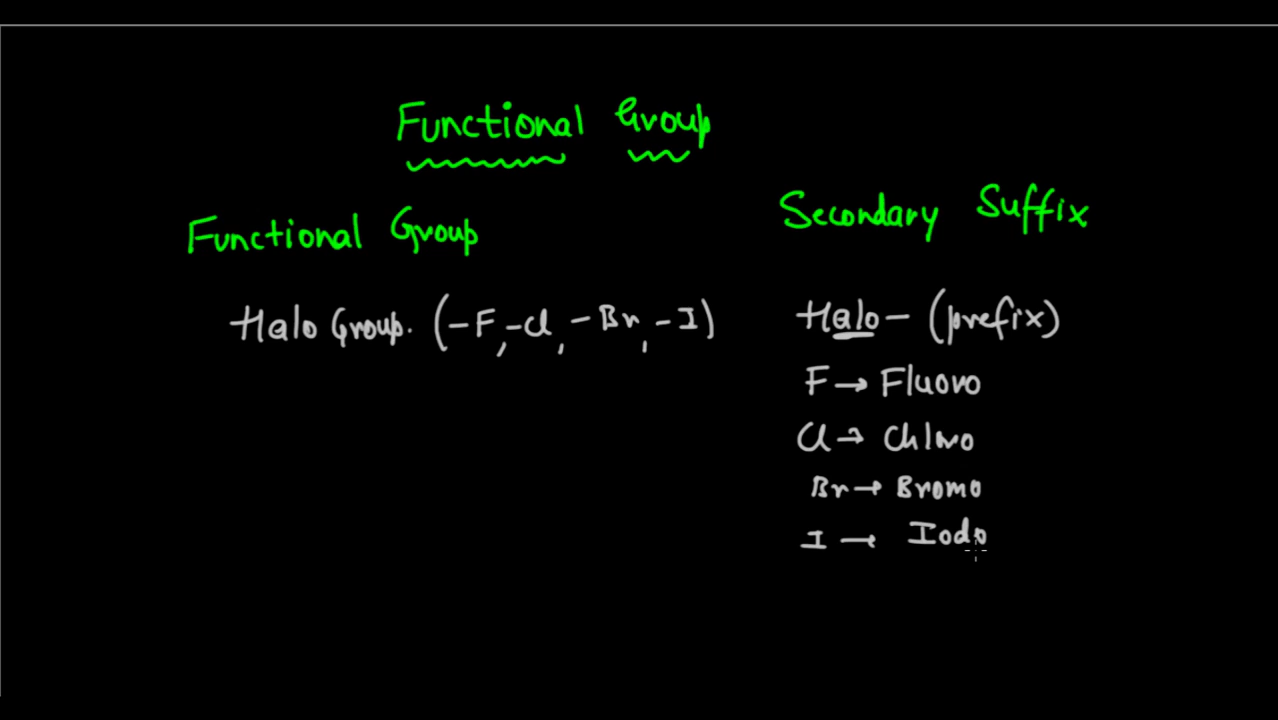 Functional Group
Functional Group Secondary Suffix
Halo Group. (-F, -Cl, -Br, -I) Halo- (prefix)
F → Fluoro
Cl → Chloro
Br → Bromo
I → Iodo